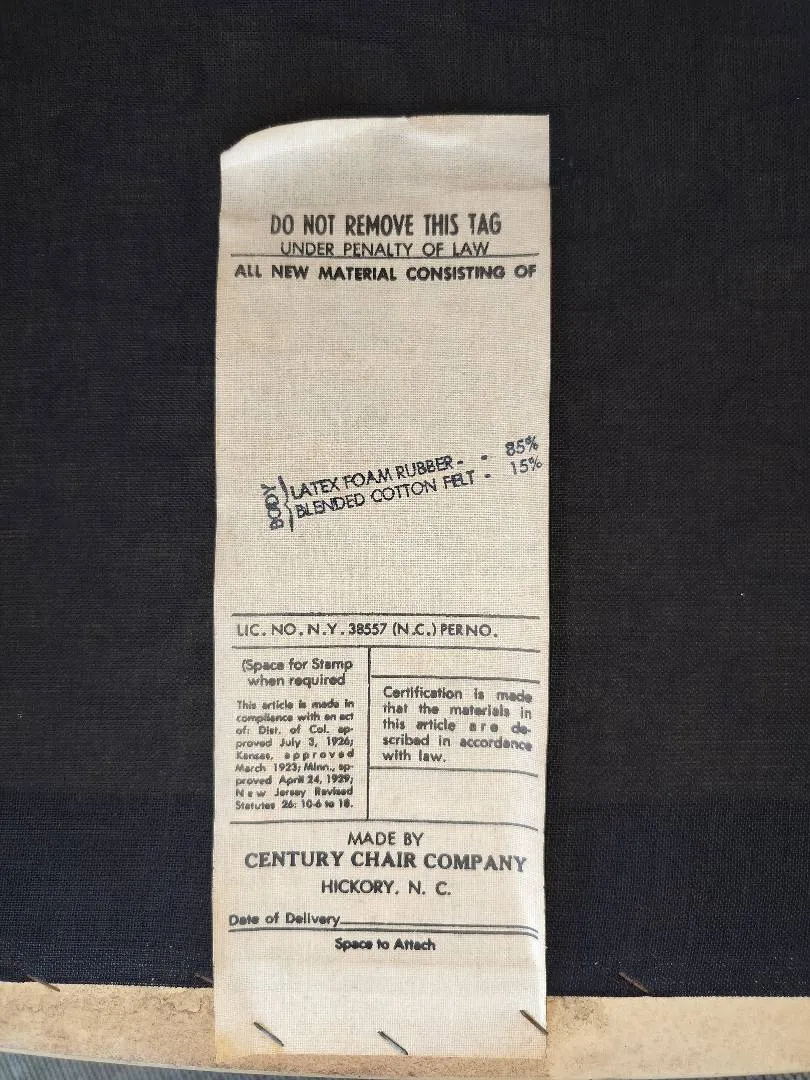 DO NOT REMOVE THIS TAG
UNDER PENALTY OF LAW
ALL NEW MATERIAL CONSISTING OF
BODY
LATEX FOAM RUBBER - - 85%
BLENDED COTTON FELT - 15%
LIC. NO. N.Y. 38557 (N.C.) PER NO.
(Space for Stamp
when required
This article is made in
compliance with an act
of: Dist. of Col. ap-
proved July 3, 1926;
Kansas, approved
March 1923; Minn., ap-
proved April 24, 1929;
New Jersey Revised
Statutes 26: 10-6 to 18.
Certification is made
that the materials in
this article are de-
scribed in accordance
with law.
MADE BY
CENTURY CHAIR COMPANY
HICKORY, N. C.
Date of Delivery
Space to Attach